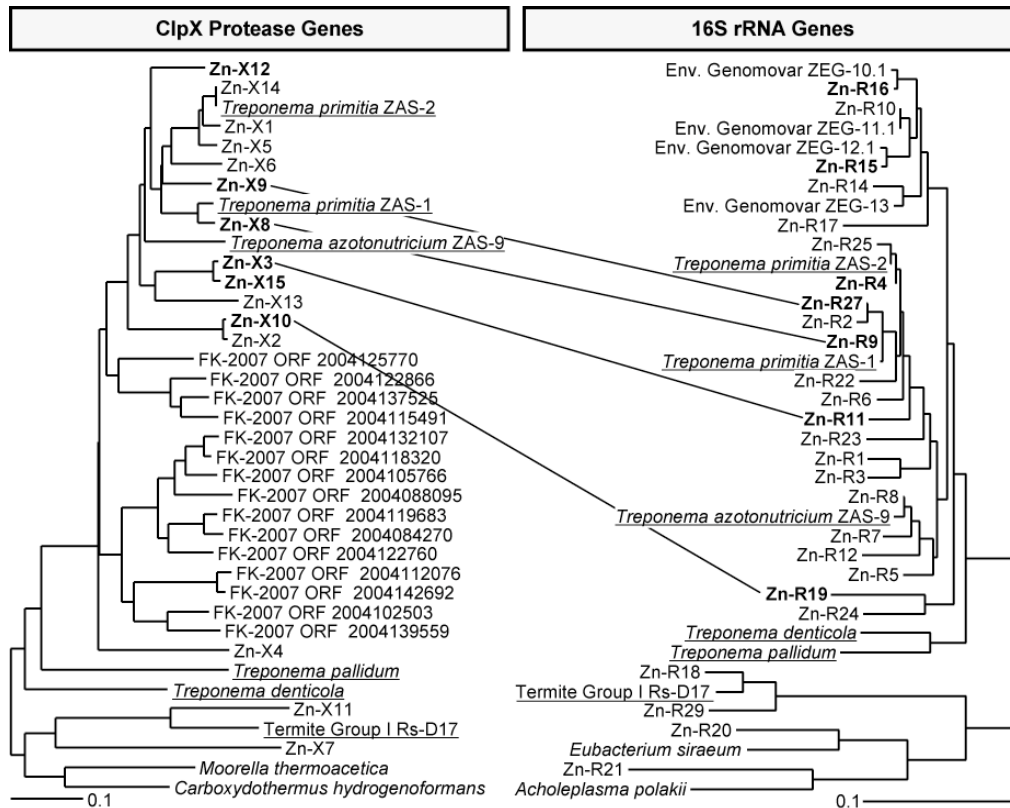 ClpX Protease Genes
Zn-X12
Zn-X14
Treponema primitia ZAS-2
Zn-X1
Zn-X5
Zn-X6
Zn-X9
Treponema primitia ZAS-1
Zn-X8
Treponema azotonutricium ZAS-9
Zn-X3
Zn-X15
Zn-X13
Zn-X10
Zn-X2
FK-2007 ORF 2004125770
FK-2007 ORF 2004122866
FK-2007 ORF 2004137525
FK-2007 ORF 2004115491
FK-2007 ORF 2004132107
FK-2007 ORF 2004118320
FK-2007 ORF 2004105766
FK-2007 ORF 2004088095
FK-2007 ORF 2004119683
FK-2007 ORF 2004084270
FK-2007 ORF 2004122760
FK-2007 ORF 2004112076
FK-2007 ORF 2004142692
FK-2007 ORF 2004102503
FK-2007 ORF 2004139559
Zn-X4
Treponema pallidum
Treponema denticola
Zn-X11
Termite Group I Rs-D17
Zn-X7
Moorella thermoacetica
Carboxydothermus hydrogenoformans
0.1
16S rRNA Genes
Env. Genomovar ZEG-10.1
Zn-R16
Zn-R10
Env. Genomovar ZEG-11.1
Env. Genomovar ZEG-12.1
Zn-R15
Zn-R14
Env. Genomovar ZEG-13
Zn-R17
Zn-R25
Treponema primitia ZAS-2
Zn-R4
Zn-R27
Zn-R2
Zn-R9
Treponema primitia ZAS-1
Zn-R22
Zn-R6
Zn-R11
Zn-R23
Zn-R1
Zn-R3
Zn-R8
Treponema azotonutricium ZAS-9
Zn-R7
Zn-R12
Zn-R5
Zn-R19
Zn-R24
Treponema denticola
Treponema pallidum
Zn-R18
Termite Group I Rs-D17
Zn-R29
Zn-R20
Eubacterium siraeum
Zn-R21
Acholeplasma polakii
0.1